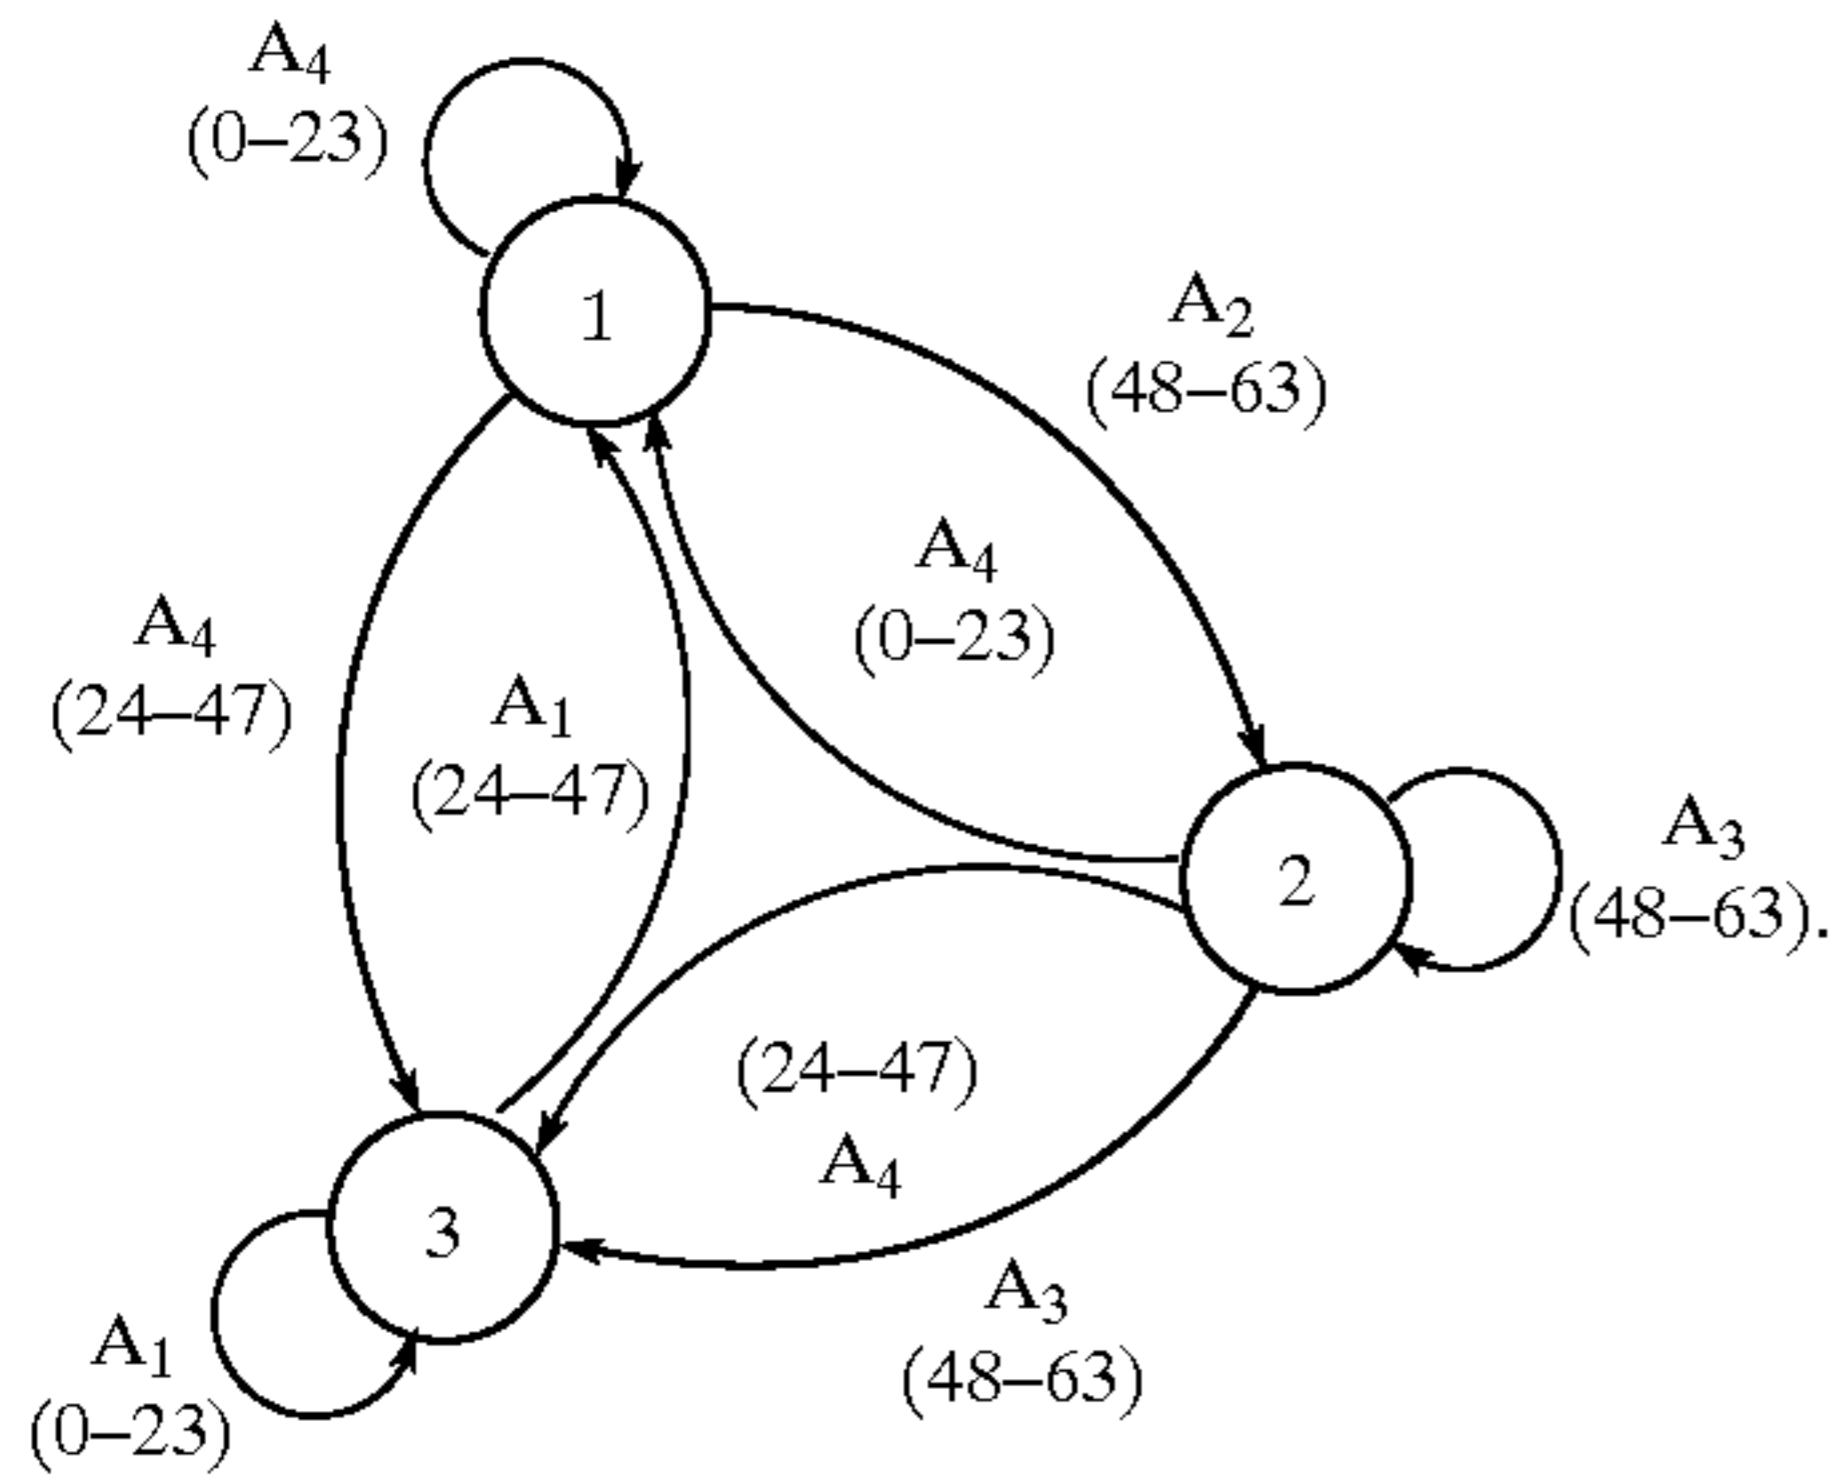 A₄
(0–23)
1
A₂
(48–63)
A₄
(0–23)
A₄
(24–47)
A₁
(24–47)
2
A₃
(48–63).
(24–47)
A₄
3
A₃
(48–63)
A₁
(0–23)